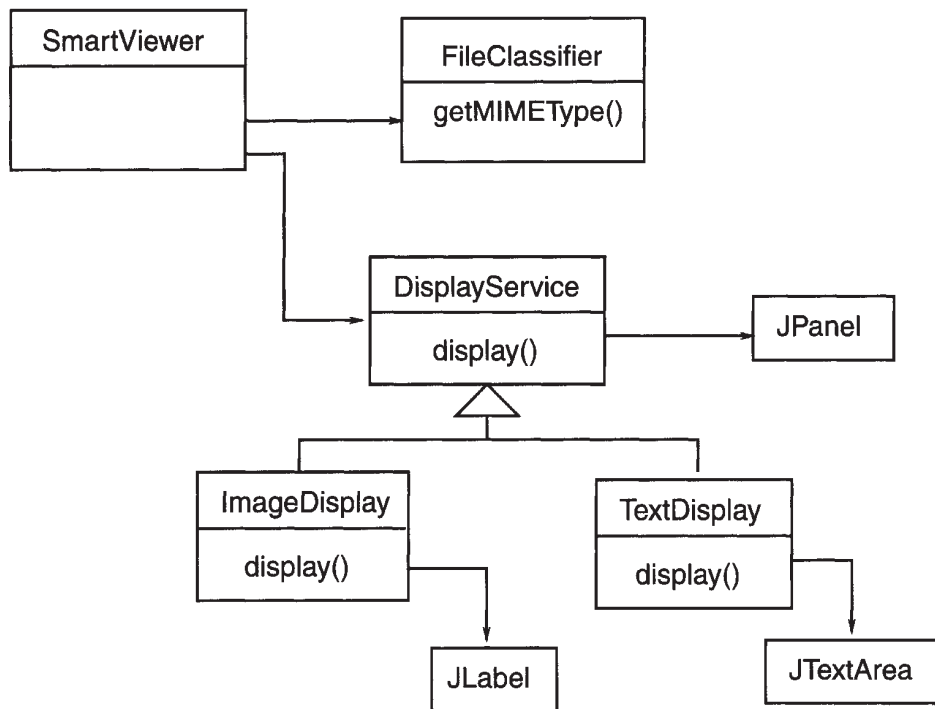 SmartViewer
FileClassifier
getMIMEType()
DisplayService
display()
JPanel
ImageDisplay
display()
TextDisplay
display()
JLabel
JTextArea